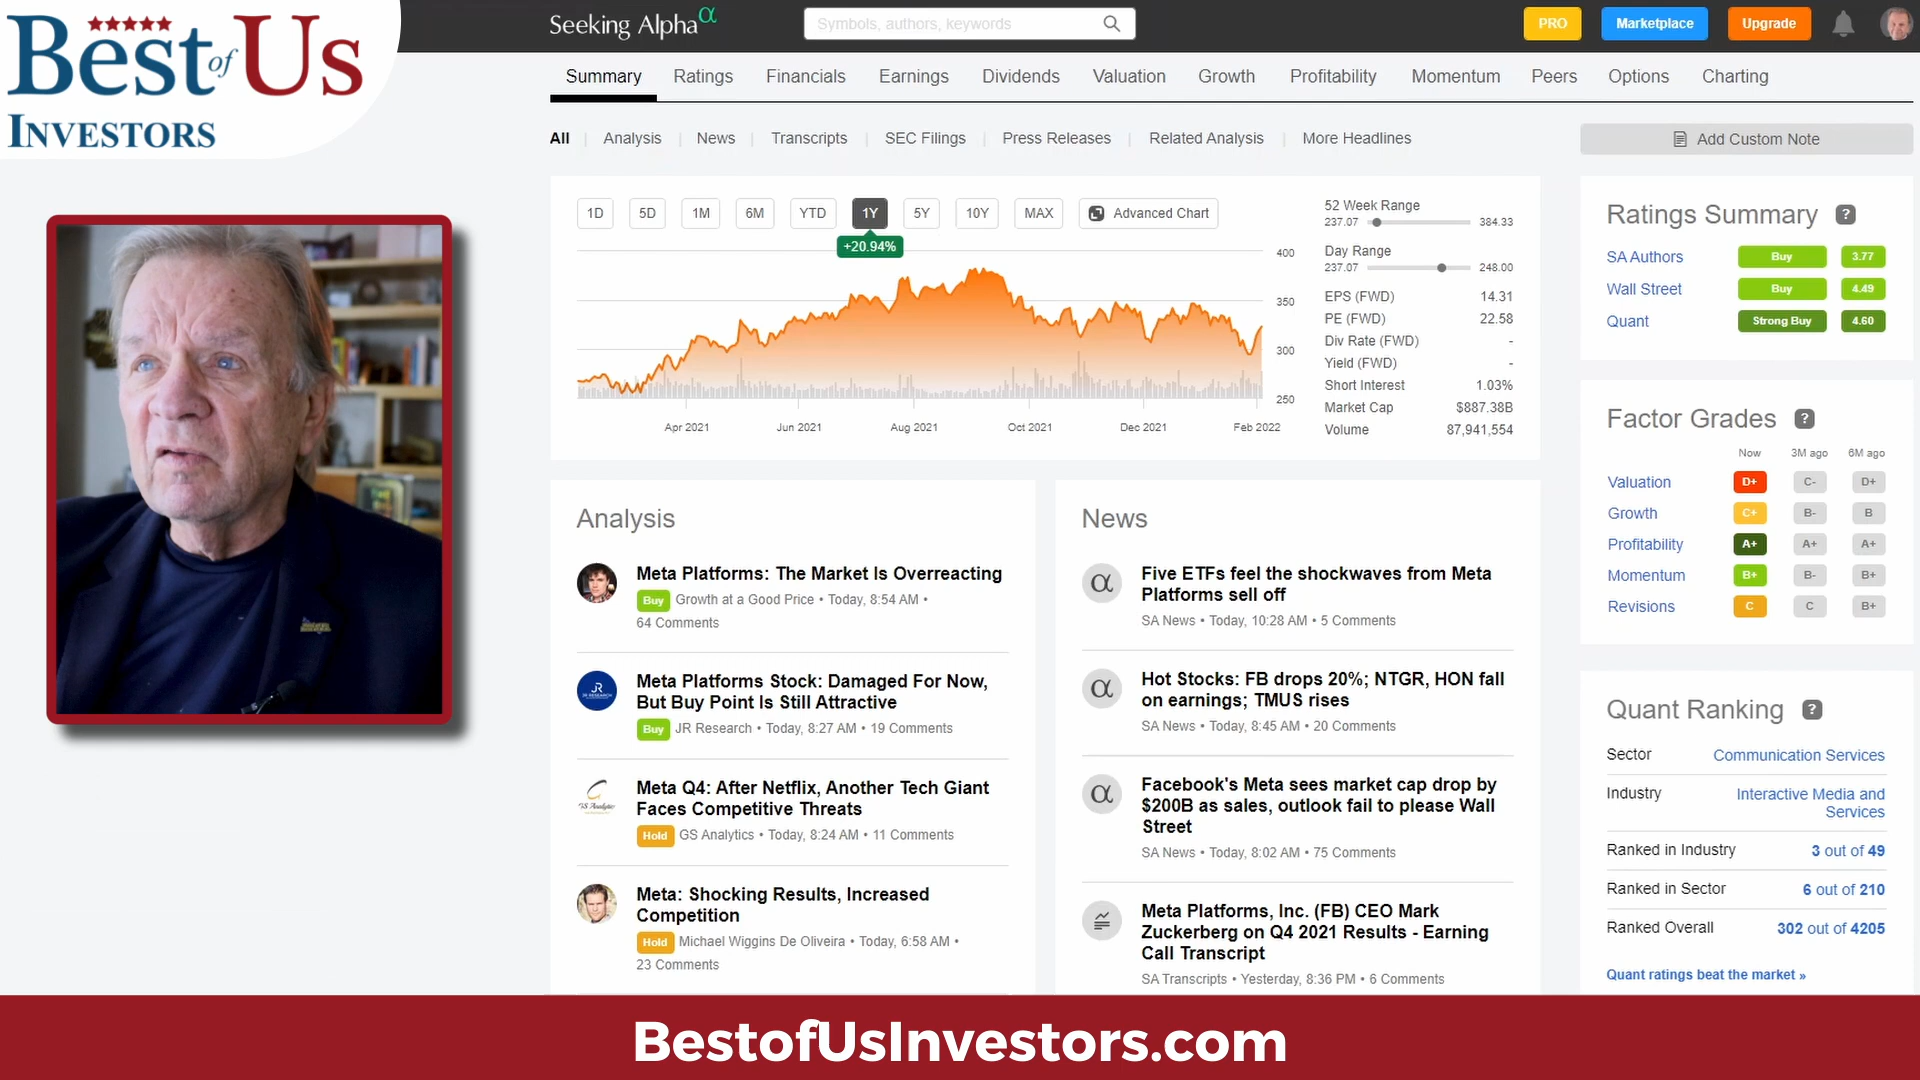 Best of Us
INVESTORS
Seeking Alpha α
Symbols, authors, keywords
PRO
Marketplace
Upgrade
Summary Ratings Financials Earnings Dividends Valuation Growth Profitability Momentum Peers Options Charting
All Analysis News Transcripts SEC Filings Press Releases Related Analysis More Headlines
Add Custom Note
1D 5D 1M 6M YTD 1Y 5Y 10Y MAX Advanced Chart
+20.94%
400
350
300
250
Apr 2021 Jun 2021 Aug 2021 Oct 2021 Dec 2021 Feb 2022
52 Week Range
237.07 384.33
Day Range
237.07 248.00
EPS (FWD) 14.31
PE (FWD) 22.58
Div Rate (FWD) -
Yield (FWD) -
Short Interest 1.03%
Market Cap $887.38B
Volume 87,941,554
Ratings Summary ?
SA Authors Buy 3.77
Wall Street Buy 4.49
Quant Strong Buy 4.60
Factor Grades ?
Now 3M ago 6M ago
Valuation D+ C- D+
Growth C+ B- B
Profitability A+ A+ A+
Momentum B+ B- B+
Revisions C C B+
Analysis
Meta Platforms: The Market Is Overreacting
Buy Growth at a Good Price • Today, 8:54 AM •
64 Comments
JR
RESEARCH
Meta Platforms Stock: Damaged For Now,
But Buy Point Is Still Attractive
Buy JR Research • Today, 8:27 AM • 19 Comments
GS Analytics
Meta Q4: After Netflix, Another Tech Giant
Faces Competitive Threats
Hold GS Analytics • Today, 8:24 AM • 11 Comments
Meta: Shocking Results, Increased
Competition
Hold Michael Wiggins De Oliveira • Today, 6:58 AM •
23 Comments
News
α
Five ETFs feel the shockwaves from Meta
Platforms sell off
SA News • Today, 10:28 AM • 5 Comments
α
Hot Stocks: FB drops 20%; NTGR, HON fall
on earnings; TMUS rises
SA News • Today, 8:45 AM • 20 Comments
α
Facebook's Meta sees market cap drop by
$200B as sales, outlook fail to please Wall
Street
SA News • Today, 8:02 AM • 75 Comments
Meta Platforms, Inc. (FB) CEO Mark
Zuckerberg on Q4 2021 Results - Earning
Call Transcript
SA Transcripts • Yesterday, 8:36 PM • 6 Comments
Quant Ranking ?
Sector Communication Services
Industry Interactive Media and
Services
Ranked in Industry 3 out of 49
Ranked in Sector 6 out of 210
Ranked Overall 302 out of 4205
Quant ratings beat the market »
BestofUsInvestors.com